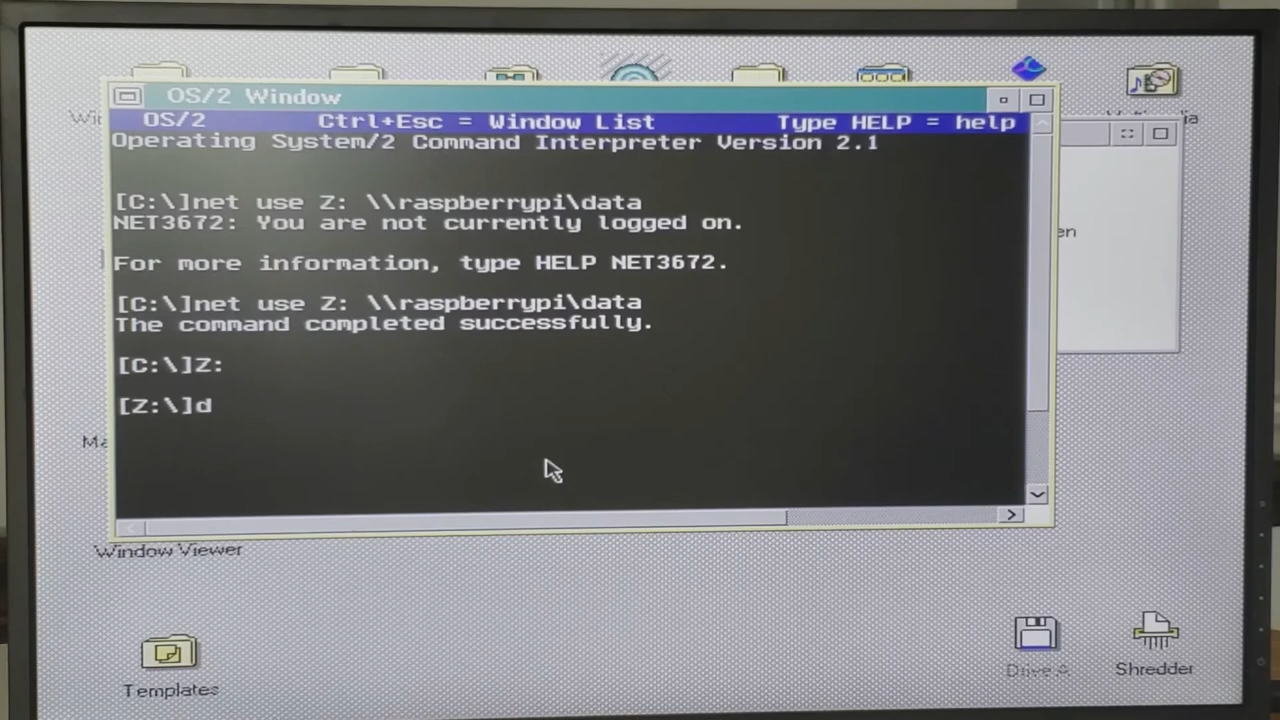 OS/2 Window
OS/2 Ctrl+Esc = Window List Type HELP = help
Operating System/2 Command Interpreter Version 2.1
[C:\]net use Z: \\raspberrypi\data
NET3672: You are not currently logged on.
For more information, type HELP NET3672.
[C:\]net use Z: \\raspberrypi\data
The command completed successfully.
[C:\]Z:
[Z:\]d
Window Viewer
Templates
Drive A
Shredder